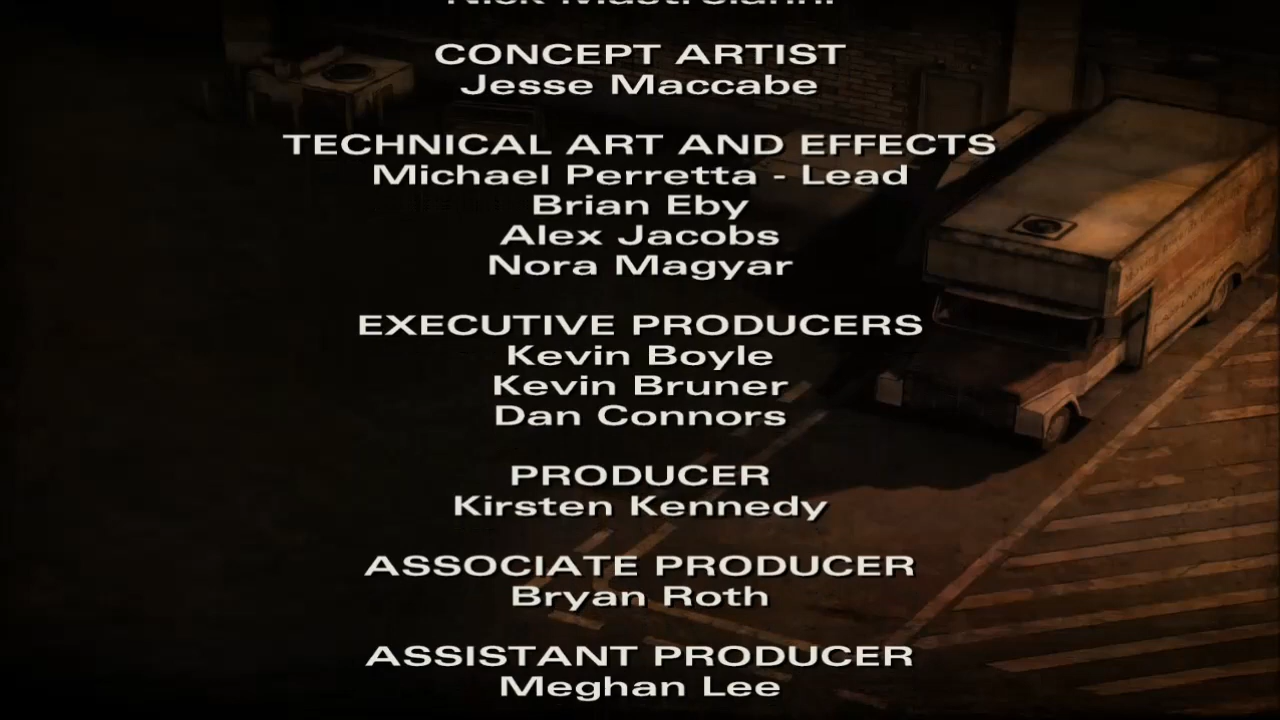 CONCEPT ARTIST
Jesse Maccabe
TECHNICAL ART AND EFFECTS
Michael Perretta - Lead
Brian Eby
Alex Jacobs
Nora Magyar
EXECUTIVE PRODUCERS
Kevin Boyle
Kevin Bruner
Dan Connors
PRODUCER
Kirsten Kennedy
ASSOCIATE PRODUCER
Bryan Roth
ASSISTANT PRODUCER
Meghan Lee